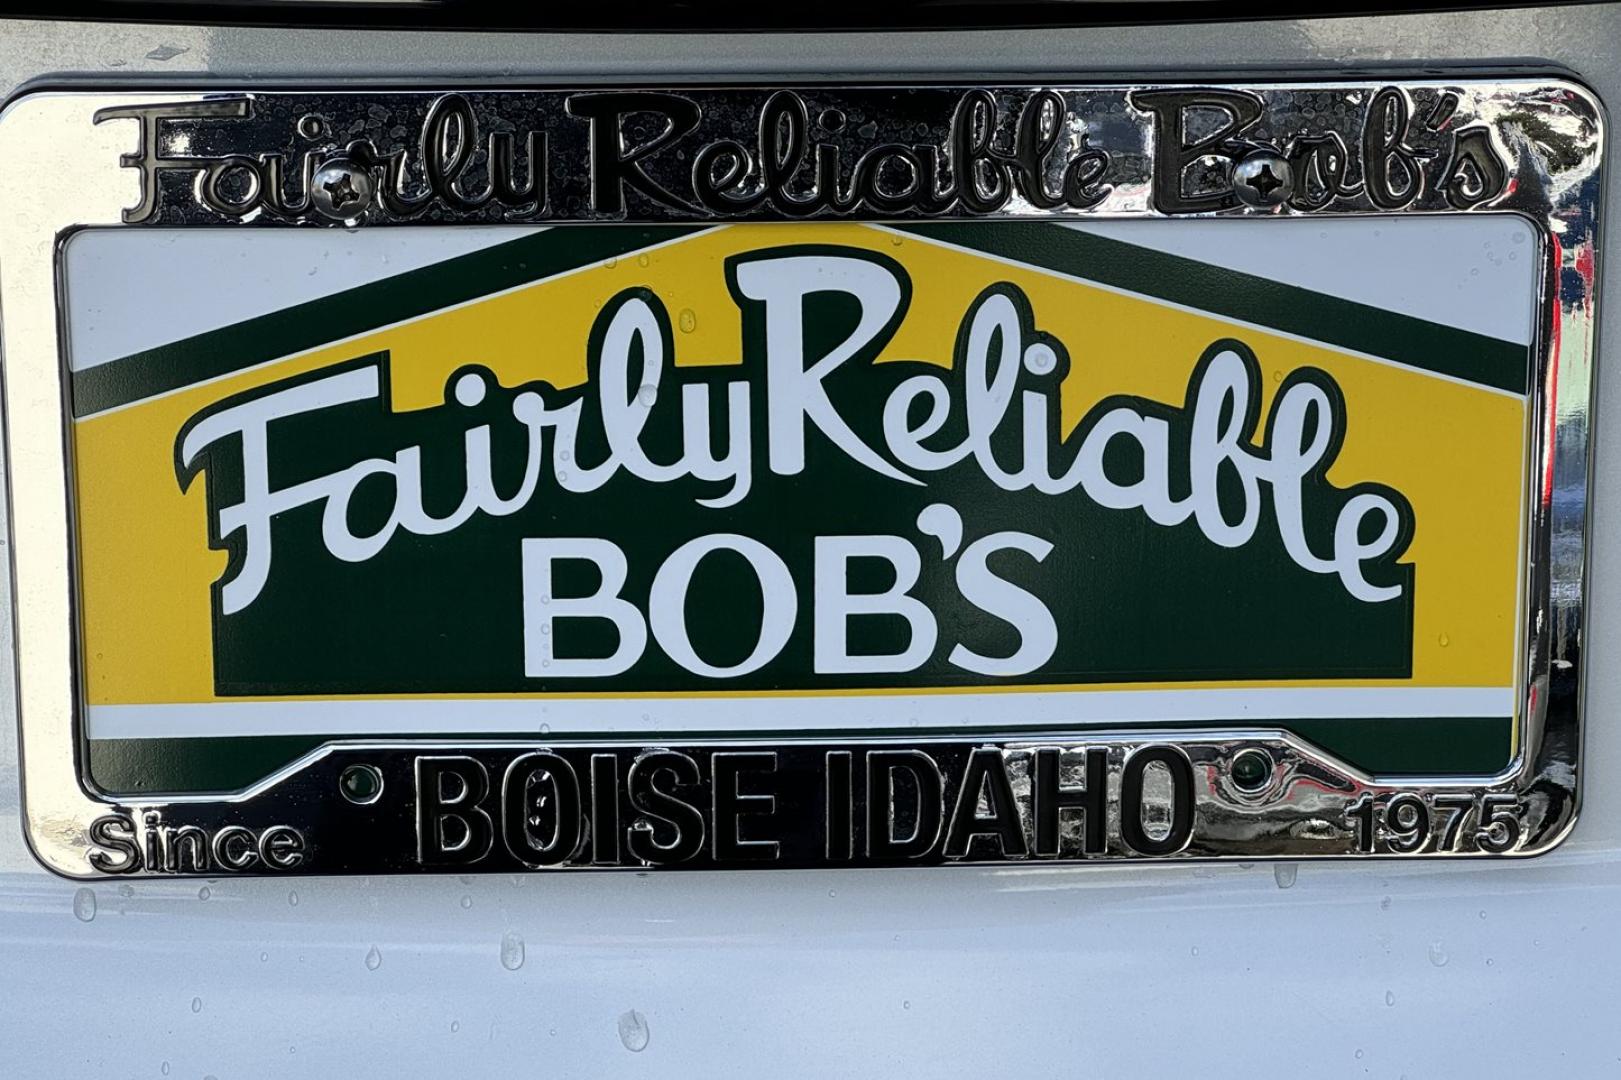 Fairly Reliable Bob's
Fairly Reliable
BOB'S
Since BOISE IDAHO 1975